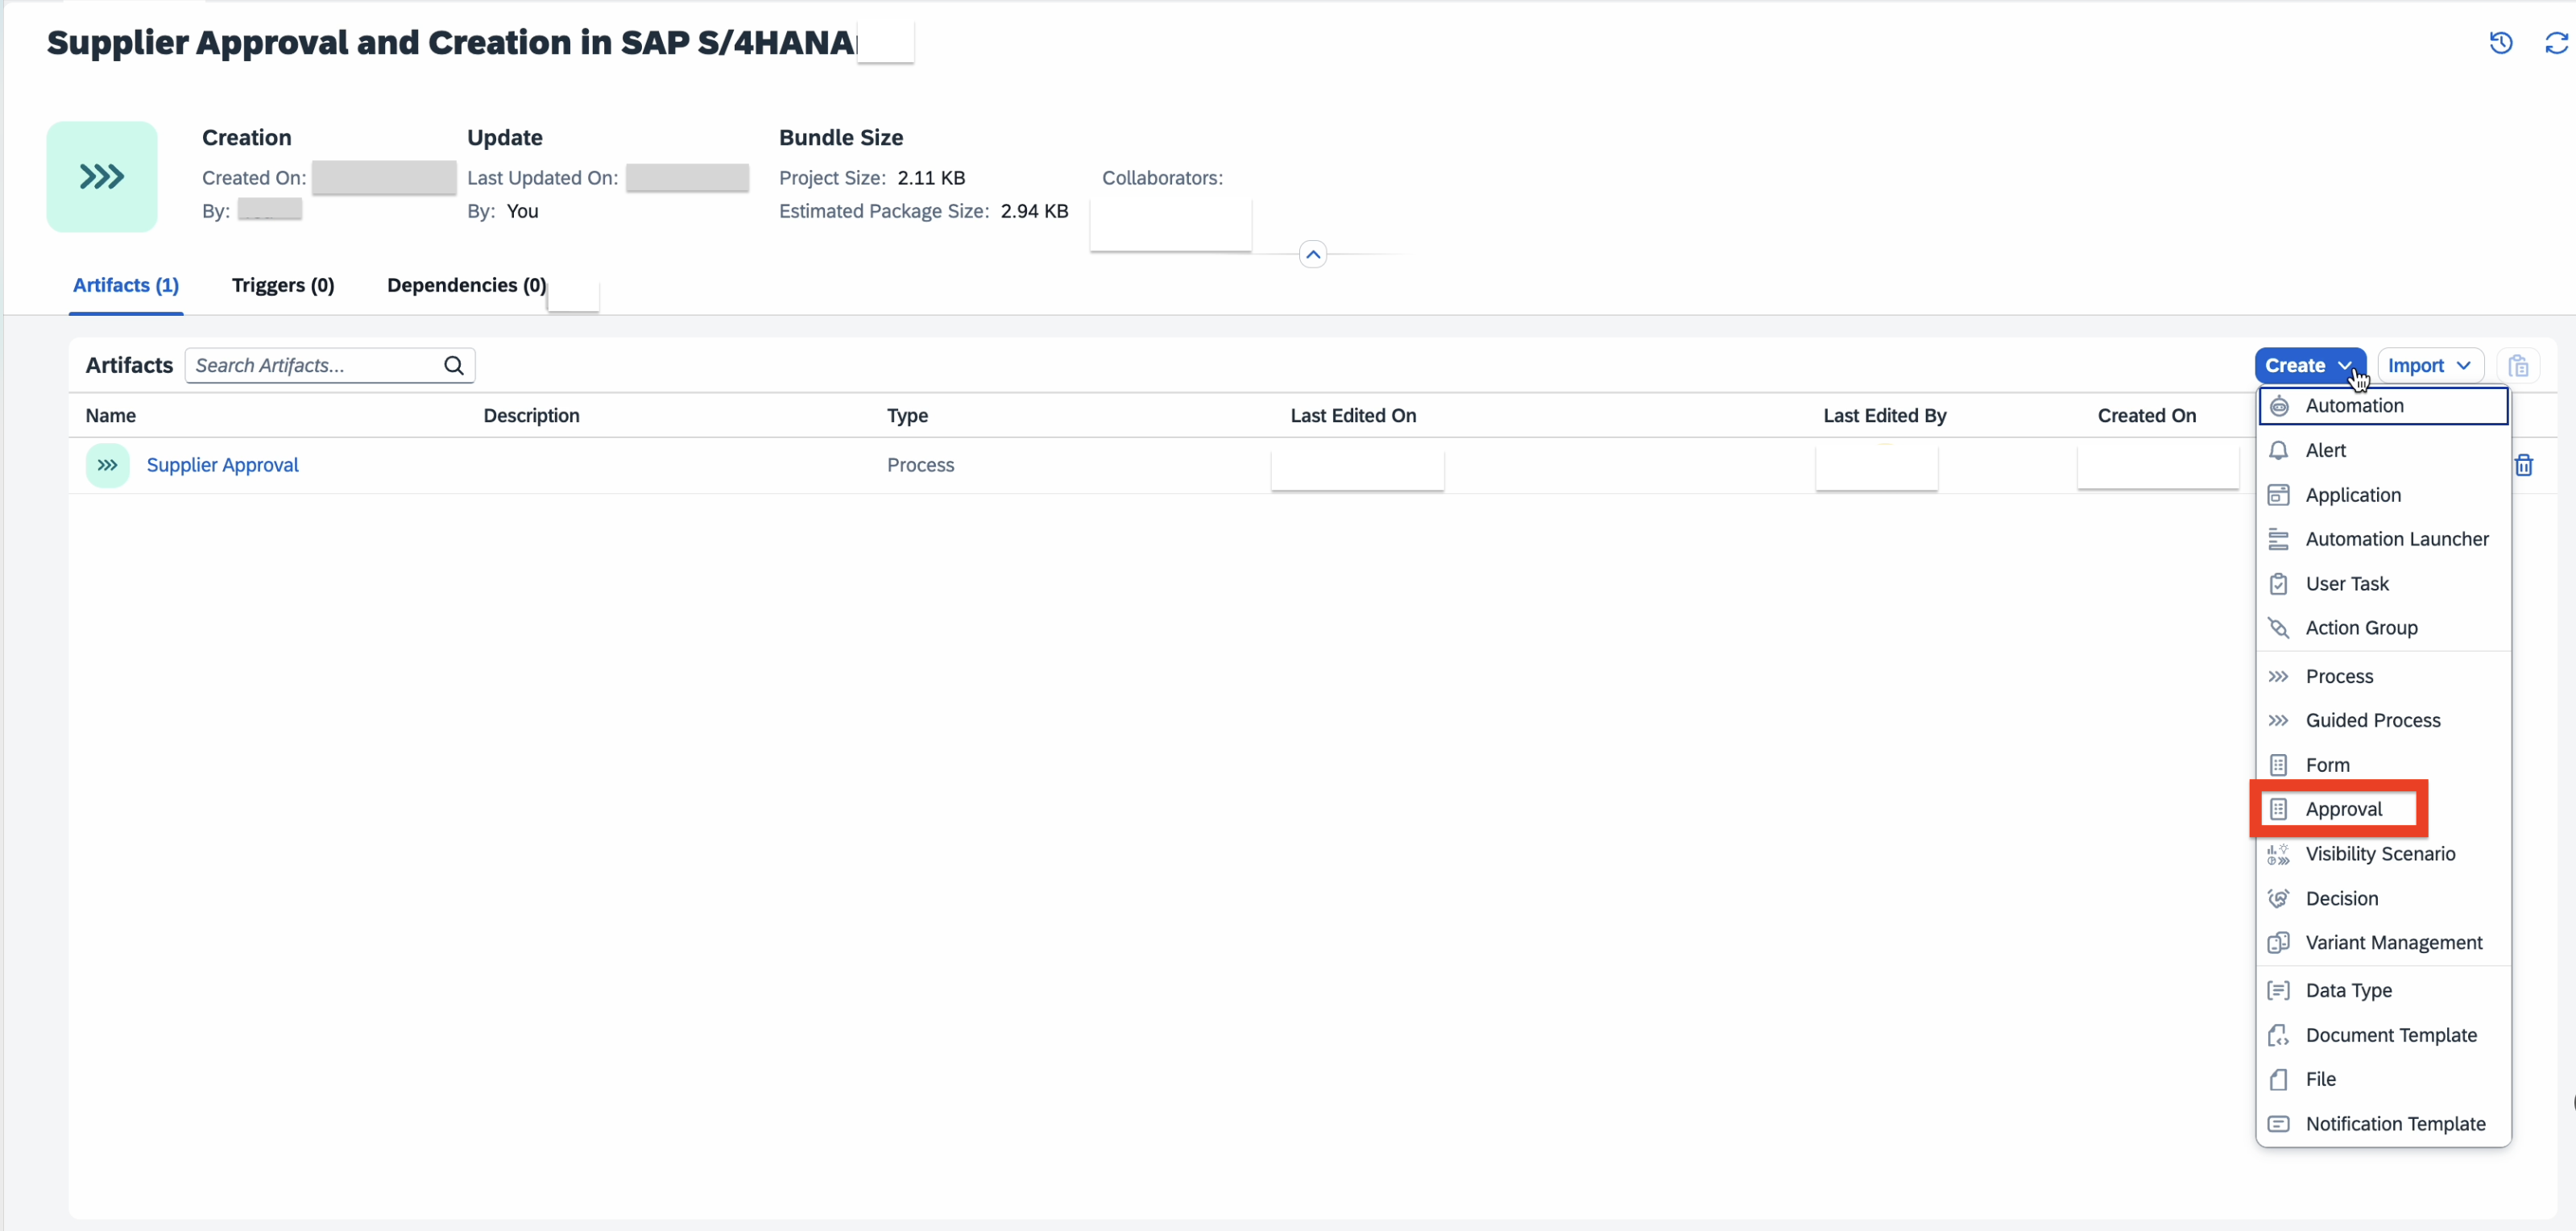 Supplier Approval and Creation in SAP S/4HANA
Creation
Update
Bundle Size
Created On:
Last Updated On:
Project Size: 2.11 KB
Collaborators:
By:
By: You
Estimated Package Size: 2.94 KB
Artifacts (1)
Triggers (0)
Dependencies (0)
Artifacts
Search Artifacts...
Create
Import
Name
Description
Type
Last Edited On
Last Edited By
Created On
Supplier Approval
Process
Automation
Alert
Application
Automation Launcher
User Task
Action Group
Process
Guided Process
Form
Approval
Visibility Scenario
Decision
Variant Management
Data Type
Document Template
File
Notification Template